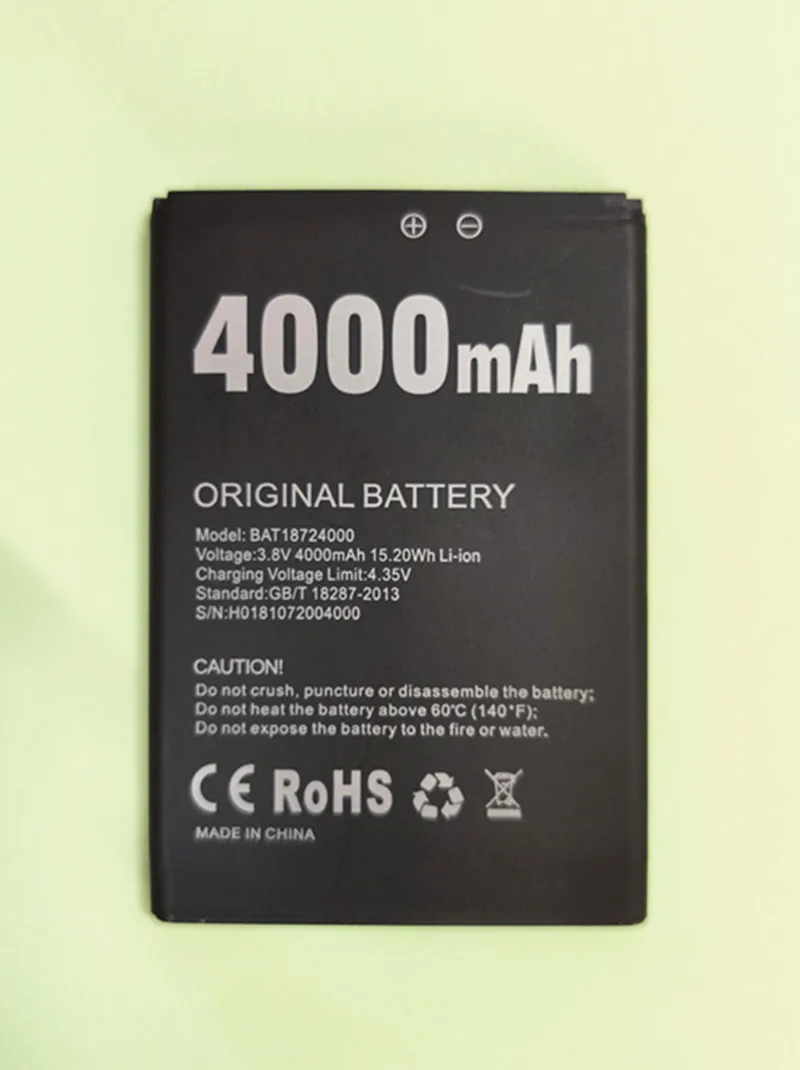 ⊕ ⊖
4000mAh
ORIGINAL BATTERY
Model: BAT18724000
Voltage:3.8V 4000mAh 15.20Wh Li-ion
Charging Voltage Limit:4.35V
Standard:GB/T 18287-2013
S/N:H0181072004000
CAUTION!
Do not crush, puncture or disassemble the battery;
Do not heat the battery above 60℃ (140°F);
Do not expose the battery to the fire or water.
CE RoHS
MADE IN CHINA